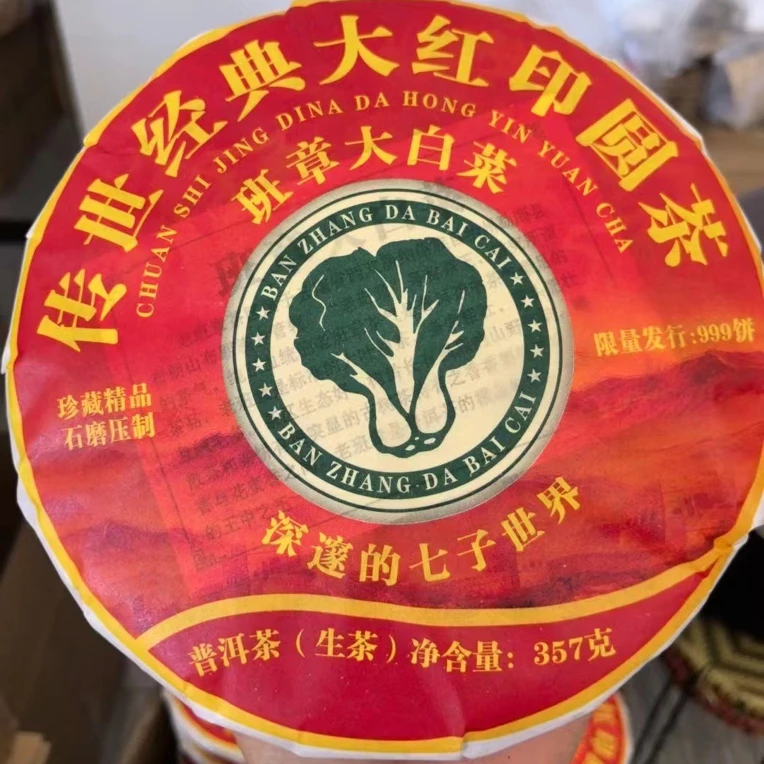 传世经典大红印圆茶
CHUAN SHI JING DINA DA HONG YIN YUAN CHA
班章大白菜
BAN ZHANG DA BAI CAI
BAN ZHANG DA BAI CAI
限量发行:999饼
珍藏精品
石磨压制
深邃的七子世界
普洱茶(生茶)净含量:357克